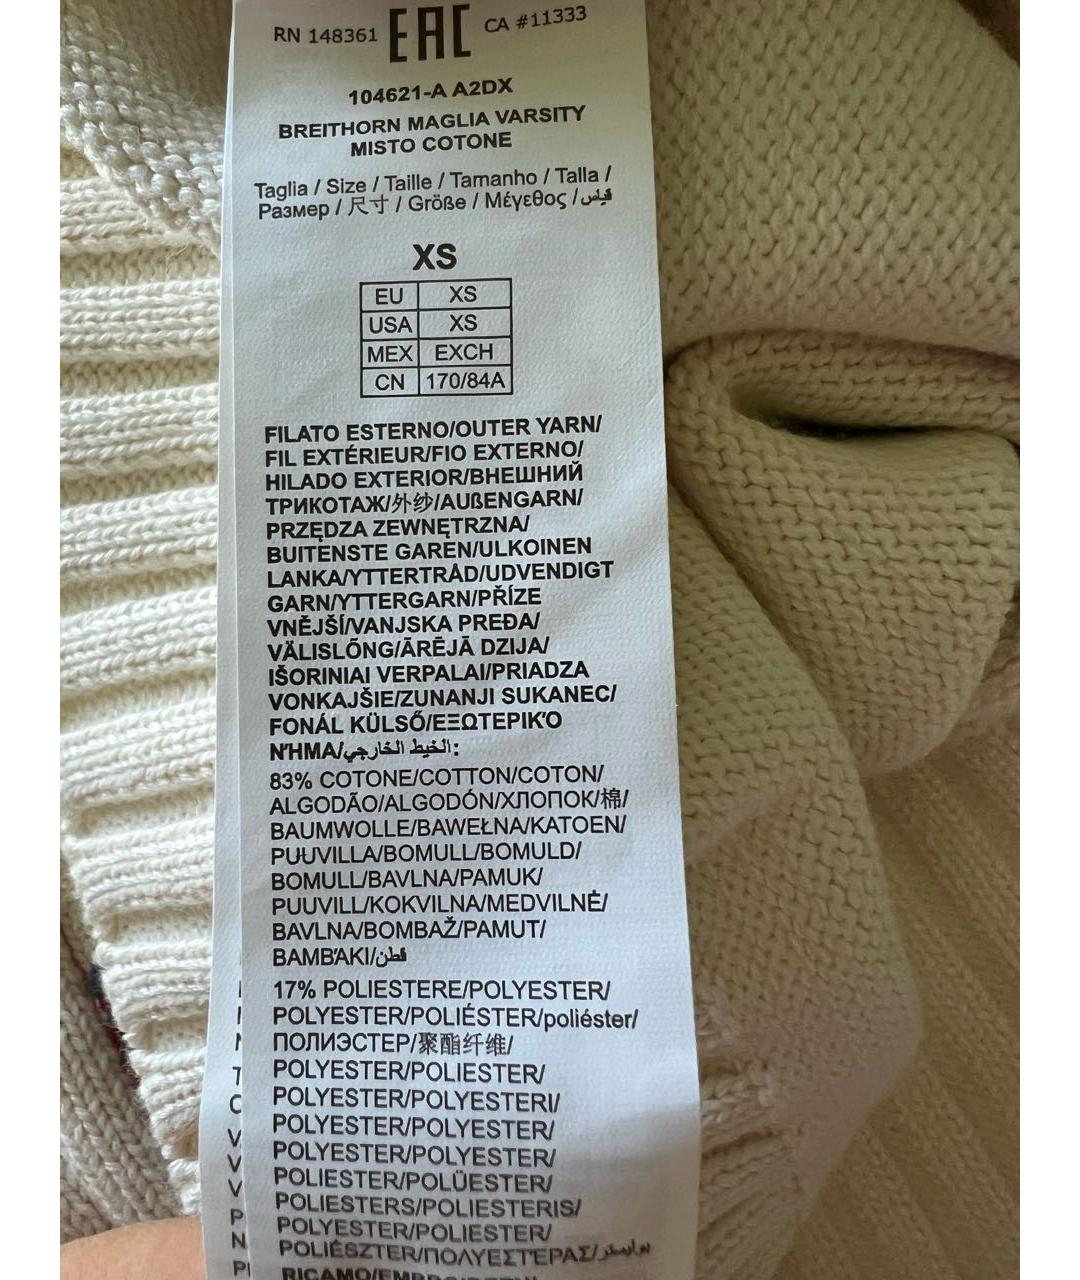 RN 148361 EAC CA #11333
104621-A A2DX
BREITHORN MAGLIA VARSITY
MISTO COTONE
Taglia / Size / Taille / Tamanho / Talla /
Размер / 尺寸 / Größe / Μέγεθος / قياس
XS
EU XS
USA XS
MEX EXCH
CN 170/84A
FILATO ESTERNO/OUTER YARN/
FIL EXTÉRIEUR/FIO EXTERNO/
HILADO EXTERIOR/ВНЕШНИЙ
ТРИКОТАЖ/外纱/AUßENGARN/
PRZĘDZA ZEWNĘTRZNA/
BUITENSTE GAREN/ULKOINEN
LANKA/YTTERTRÅD/UDVENDIGT
GARN/YTTERGARN/PŘÍZE
VNĚJŠÍ/VANJSKA PREĐA/
VÄLISLÕNG/ĀRĒJĀ DZIJA/
IŠORINIAI VERPALAI/PRIADZA
VONKAJŠIE/ZUNANJI SUKANEC/
FONÁL KÜLSŐ/ΕΞΩΤΕΡΙΚΌ
ΝΉΜΑ/الخيط الخارجي:
83% COTONE/COTTON/COTON/
ALGODÃO/ALGODÓN/ХЛОПОК/棉/
BAUMWOLLE/BAWEŁNA/KATOEN/
PUUVILLA/BOMULL/BOMULD/
BOMULL/BAVLNA/PAMUK/
PUUVILL/KOKVILNA/MEDVILNĖ/
BAVLNA/BOMBAŽ/PAMUT/
ΒΑΜΒΆΚΙ/قطن
17% POLIESTERE/POLYESTER/
POLYESTER/POLIÉSTER/poliéster/
ПОЛИЭСТЕР/聚酯纤维/
POLYESTER/POLIESTER/
POLYESTER/POLYESTERI/
POLYESTER/POLYESTER/
POLYESTER/POLYESTER/
POLIESTER/POLÜESTER/
POLIESTERS/POLIESTERIS/
POLYESTER/POLIESTER/
POLIÉSZTER/ΠΟΛΥΕΣΤΈΡΑΣ/بوليستر